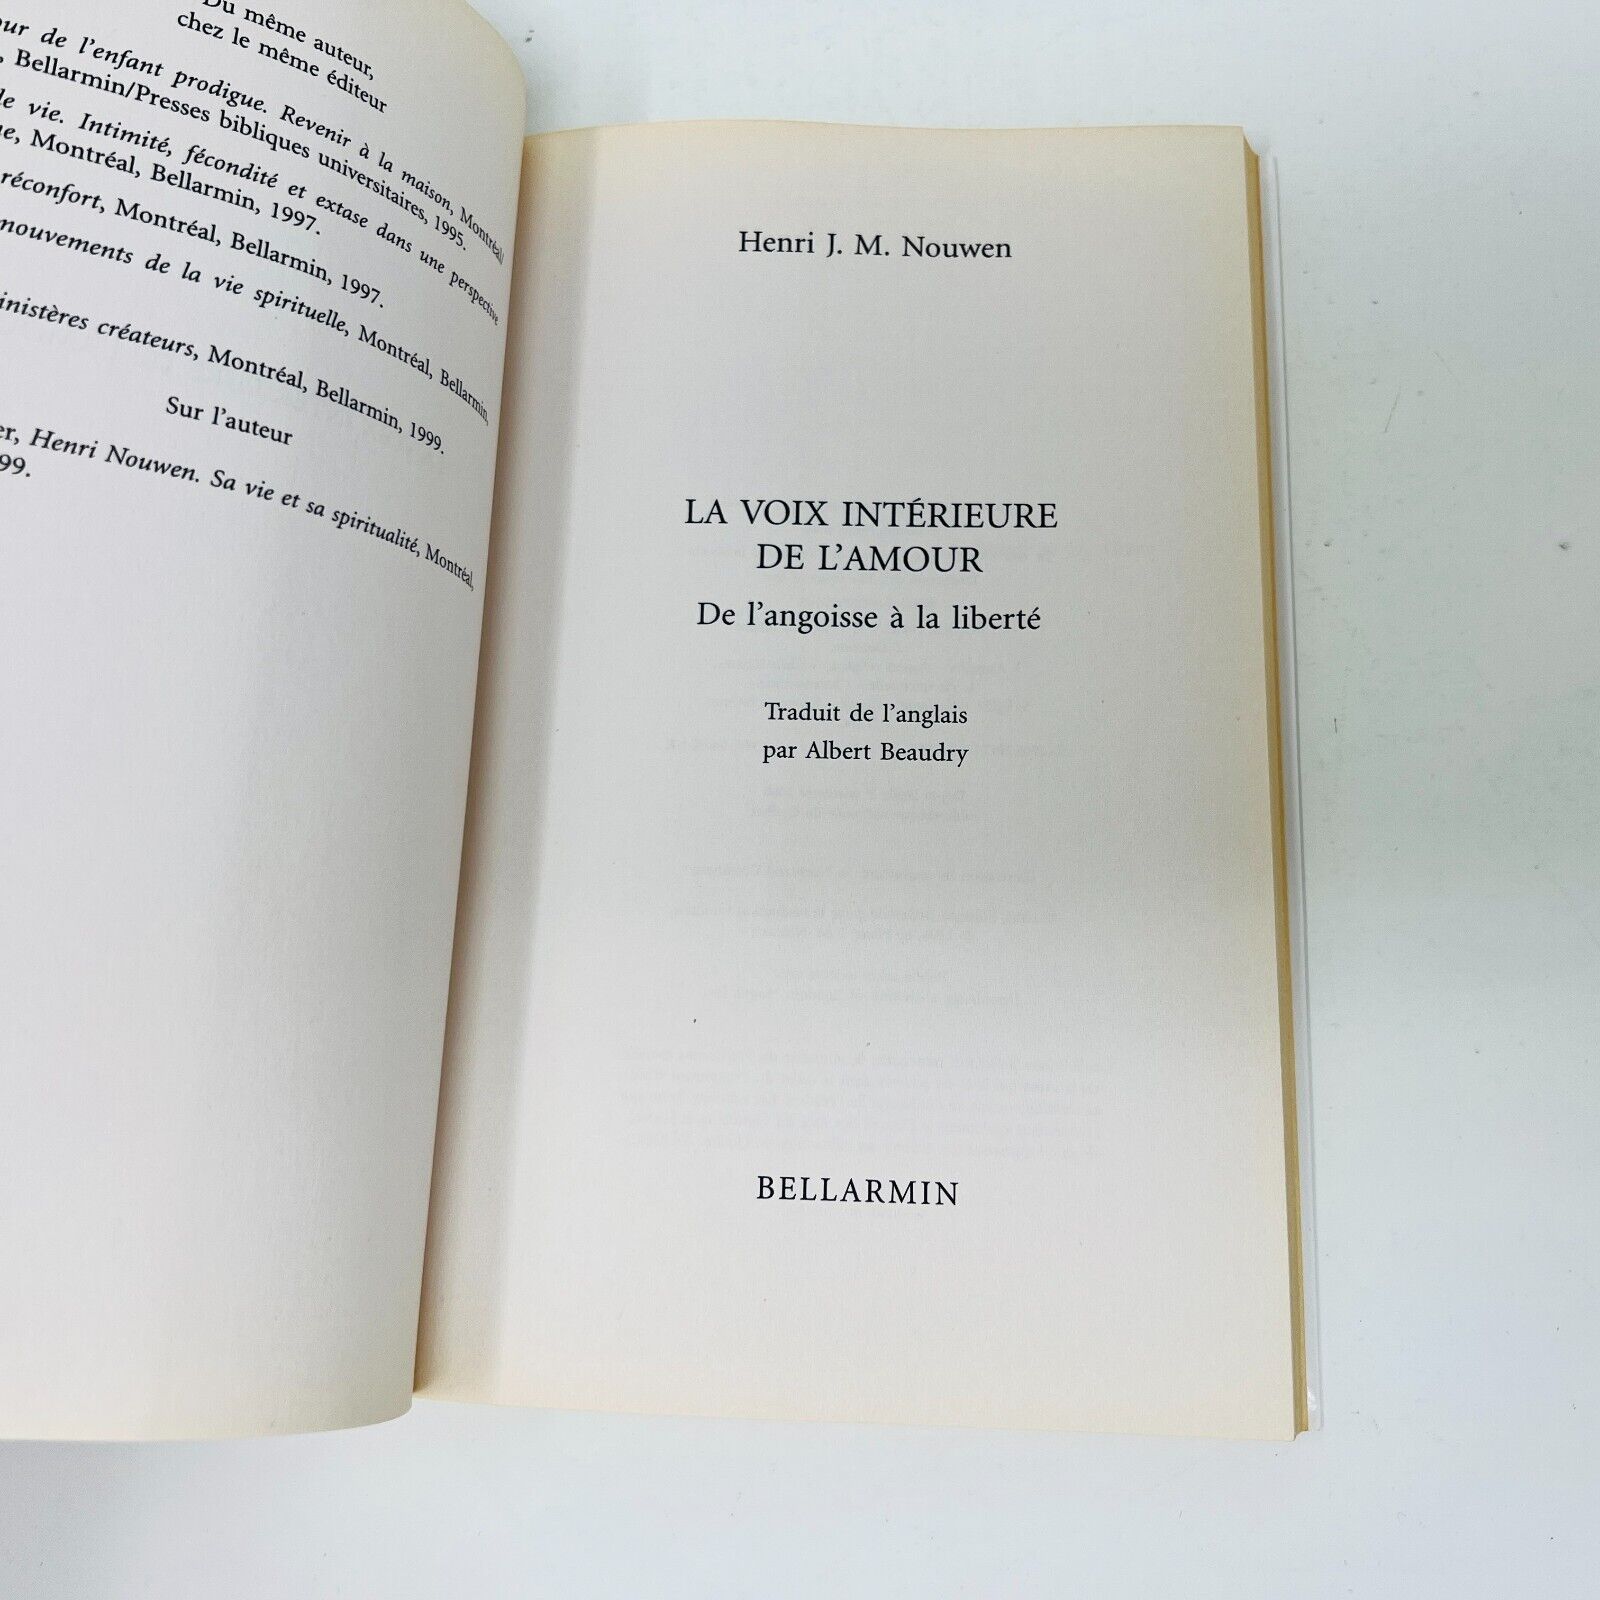 Du même auteur,
chez le même éditeur
de l'enfant prodigue. Revenir à la maison, Montréal/
Bellarmin/Presses bibliques universitaires, 1995.
de vie. Intimité, fécondité et extase dans une perspective
Montréal, Bellarmin, 1997.
réconfort, Montréal, Bellarmin, 1997.
mouvements de la vie spirituelle, Montréal, Bellarmin,
créateurs, Montréal, Bellarmin, 1999.
Sur l'auteur
Henri Nouwen. Sa vie et sa spiritualité, Montréal,
99.
Henri J. M. Nouwen
LA VOIX INTÉRIEURE
DE L'AMOUR
De l'angoisse à la liberté
Traduit de l'anglais
par Albert Beaudry
BELLARMIN